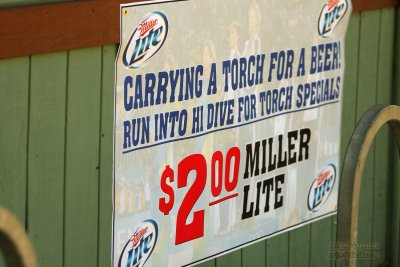 Miller Lite
Miller Lite
CARRYING A TORCH FOR A BEER?
RUN INTO HI DIVE FOR TORCH SPECIALS
$2.00 MILLER
LITE
Miller Lite
Miller Lite